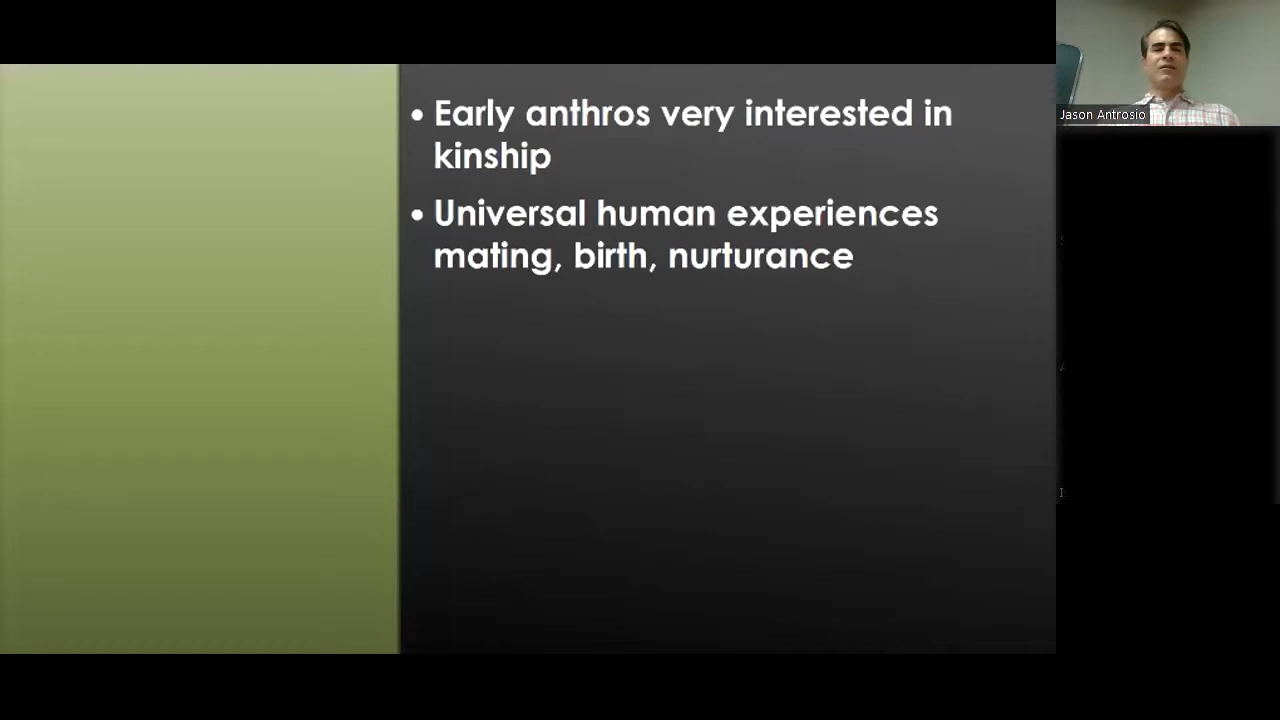 • Early anthros very interested in
kinship
• Universal human experiences
mating, birth, nurturance
Jason Antrosio